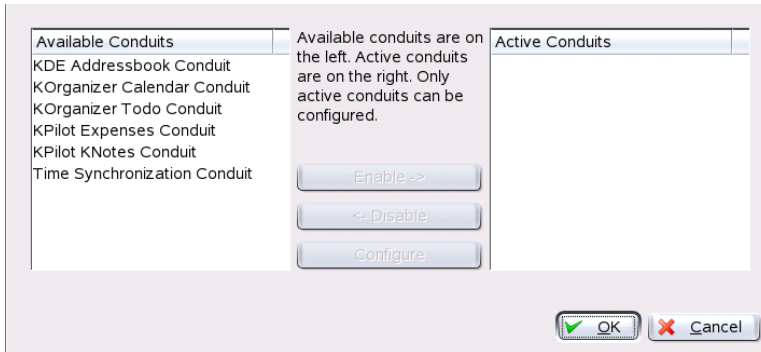 Available Conduits
KDE Addressbook Conduit
KOrganizer Calendar Conduit
KOrganizer Todo Conduit
KPilot Expenses Conduit
KPilot KNotes Conduit
Time Synchronization Conduit
Available conduits are on
the left. Active conduits
are on the right. Only
active conduits can be
configured.
Enable ->
<- Disable
Configure
Active Conduits
OK
Cancel